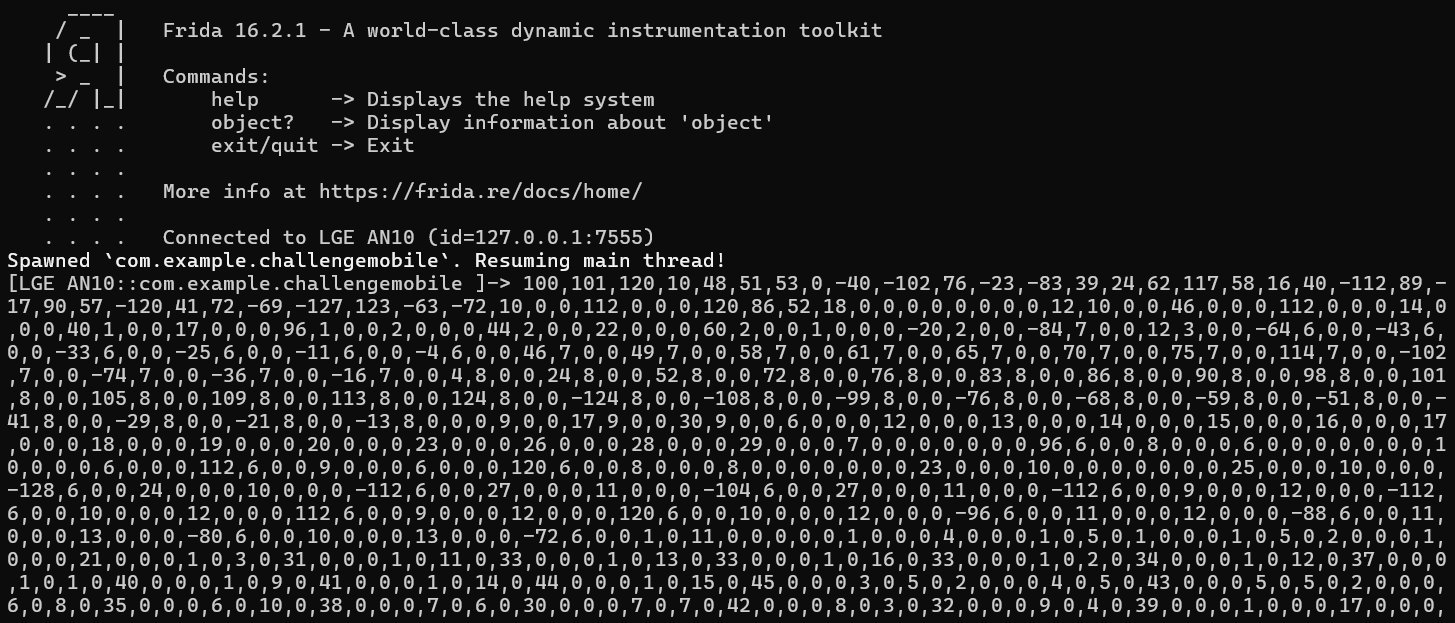 ____
    / _  |   Frida 16.2.1 - A world-class dynamic instrumentation toolkit
   | (_| |
    > _  |   Commands:
   /_/ |_|       help      -> Displays the help system
   . . . .       object?   -> Display information about 'object'
   . . . .       exit/quit -> Exit
   . . . .
   . . . .   More info at https://frida.re/docs/home/
   . . . .
   . . . .   Connected to LGE AN10 (id=127.0.0.1:7555)
Spawned `com.example.challengemobile`. Resuming main thread!
[LGE AN10::com.example.challengemobile ]-> 100,101,120,10,48,51,53,0,-40,-102,76,-23,-83,39,24,62,117,58,16,40,-112,89,-
17,90,57,-120,41,72,-69,-127,123,-63,-72,10,0,0,112,0,0,0,120,86,52,18,0,0,0,0,0,0,0,0,12,10,0,0,46,0,0,0,112,0,0,0,14,0
,0,0,40,1,0,0,17,0,0,0,96,1,0,0,2,0,0,0,44,2,0,0,22,0,0,0,60,2,0,0,1,0,0,0,-20,2,0,0,-84,7,0,0,12,3,0,0,-64,6,0,0,-43,6,
0,0,-33,6,0,0,-25,6,0,0,-11,6,0,0,-4,6,0,0,46,7,0,0,49,7,0,0,58,7,0,0,61,7,0,0,65,7,0,0,70,7,0,0,75,7,0,0,114,7,0,0,-102
,7,0,0,-74,7,0,0,-36,7,0,0,-16,7,0,0,4,8,0,0,24,8,0,0,52,8,0,0,72,8,0,0,76,8,0,0,83,8,0,0,86,8,0,0,90,8,0,0,98,8,0,0,101
,8,0,0,105,8,0,0,109,8,0,0,113,8,0,0,124,8,0,0,-124,8,0,0,-108,8,0,0,-99,8,0,0,-76,8,0,0,-68,8,0,0,-59,8,0,0,-51,8,0,0,-
41,8,0,0,-29,8,0,0,-21,8,0,0,-13,8,0,0,0,9,0,0,17,9,0,0,30,9,0,0,6,0,0,0,12,0,0,0,13,0,0,0,14,0,0,0,15,0,0,0,16,0,0,0,17
,0,0,0,18,0,0,0,19,0,0,0,20,0,0,0,23,0,0,0,26,0,0,0,28,0,0,0,29,0,0,0,7,0,0,0,0,0,0,0,96,6,0,0,8,0,0,0,6,0,0,0,0,0,0,0,1
0,0,0,0,6,0,0,0,112,6,0,0,9,0,0,0,6,0,0,0,120,6,0,0,8,0,0,0,8,0,0,0,0,0,0,0,23,0,0,0,10,0,0,0,0,0,0,0,25,0,0,0,10,0,0,0,
-128,6,0,0,24,0,0,0,10,0,0,0,-112,6,0,0,27,0,0,0,11,0,0,0,-104,6,0,0,27,0,0,0,11,0,0,0,-112,6,0,0,9,0,0,0,12,0,0,0,-112,
6,0,0,10,0,0,0,12,0,0,0,112,6,0,0,9,0,0,0,12,0,0,0,120,6,0,0,10,0,0,0,12,0,0,0,-96,6,0,0,11,0,0,0,12,0,0,0,-88,6,0,0,11,
0,0,0,13,0,0,0,-80,6,0,0,10,0,0,0,13,0,0,0,-72,6,0,0,1,0,11,0,0,0,0,0,1,0,0,0,4,0,0,0,1,0,5,0,1,0,0,0,1,0,5,0,2,0,0,0,1,
0,0,0,21,0,0,0,1,0,3,0,31,0,0,0,1,0,11,0,33,0,0,0,1,0,13,0,33,0,0,0,1,0,16,0,33,0,0,0,1,0,2,0,34,0,0,0,1,0,12,0,37,0,0,0
,1,0,1,0,40,0,0,0,1,0,9,0,41,0,0,0,1,0,14,0,44,0,0,0,1,0,15,0,45,0,0,0,3,0,5,0,2,0,0,0,4,0,5,0,43,0,0,0,5,0,5,0,2,0,0,0,
6,0,8,0,35,0,0,0,6,0,10,0,38,0,0,0,7,0,6,0,30,0,0,0,7,0,7,0,42,0,0,0,8,0,3,0,32,0,0,0,9,0,4,0,39,0,0,0,1,0,0,0,17,0,0,0,